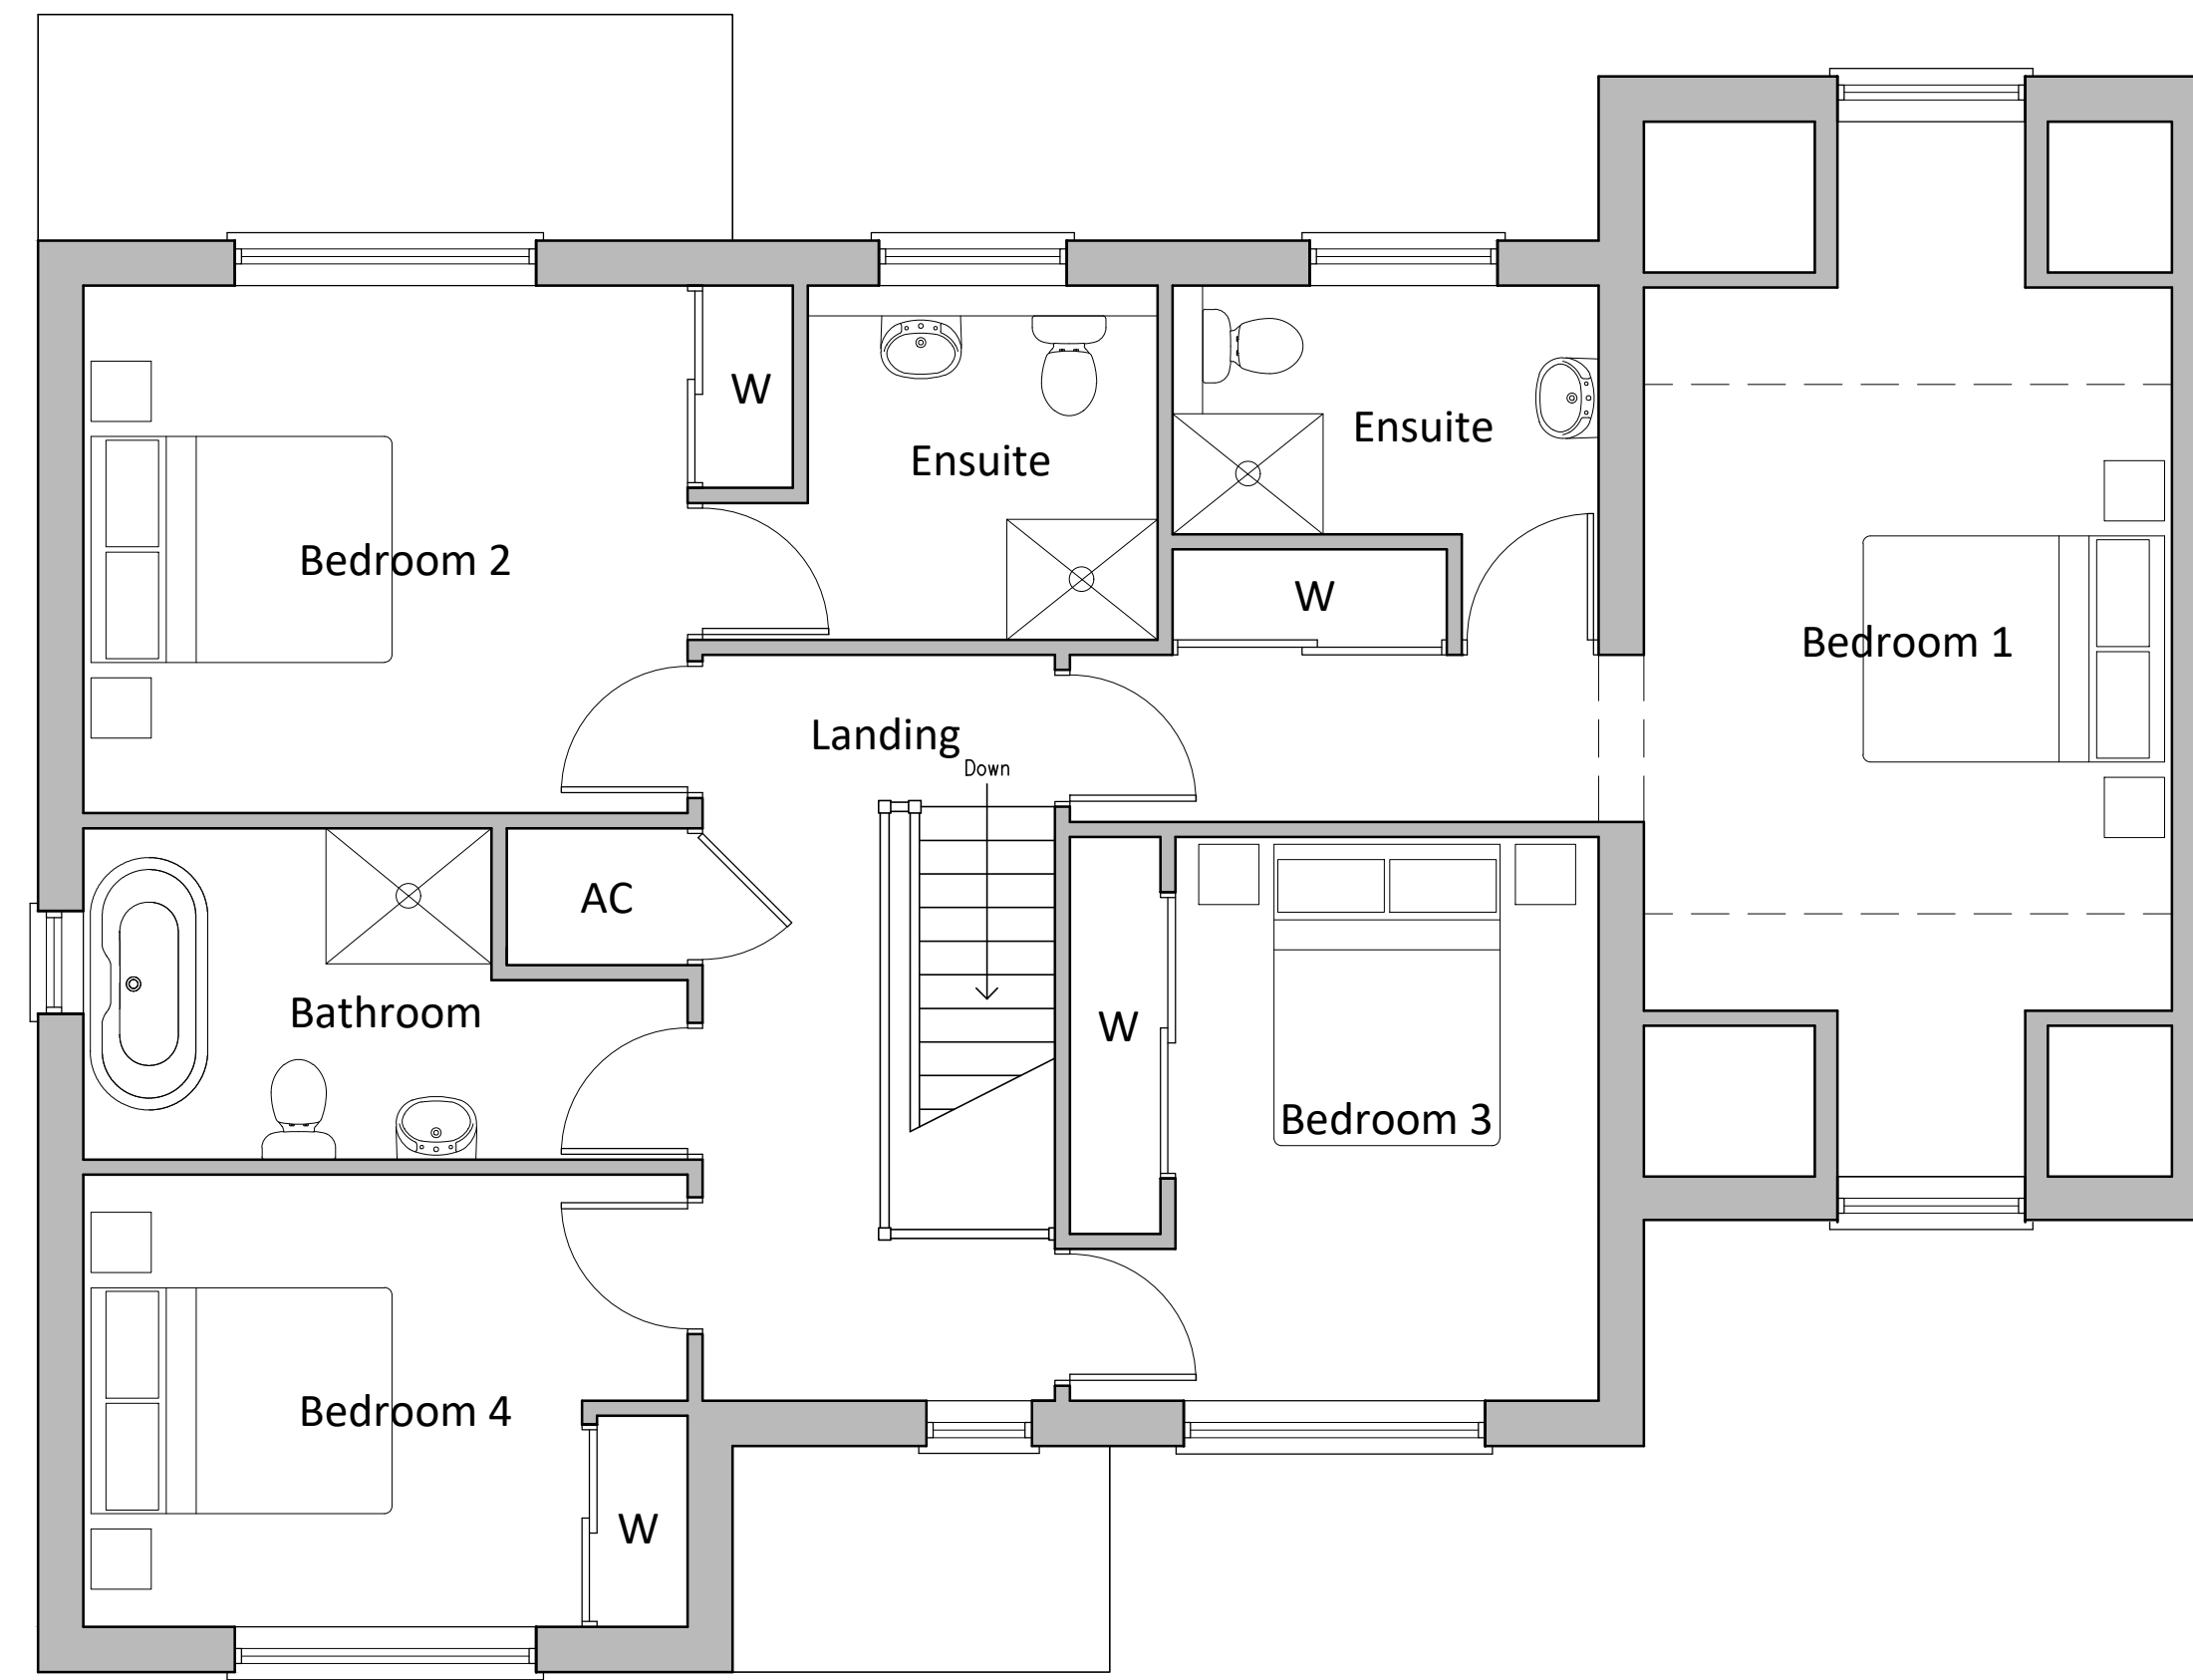 W
Ensuite
Ensuite
Bedroom 2
W
Bedroom 1
Landing
Down
AC
Bathroom
W
Bedroom 3
Bedroom 4
W